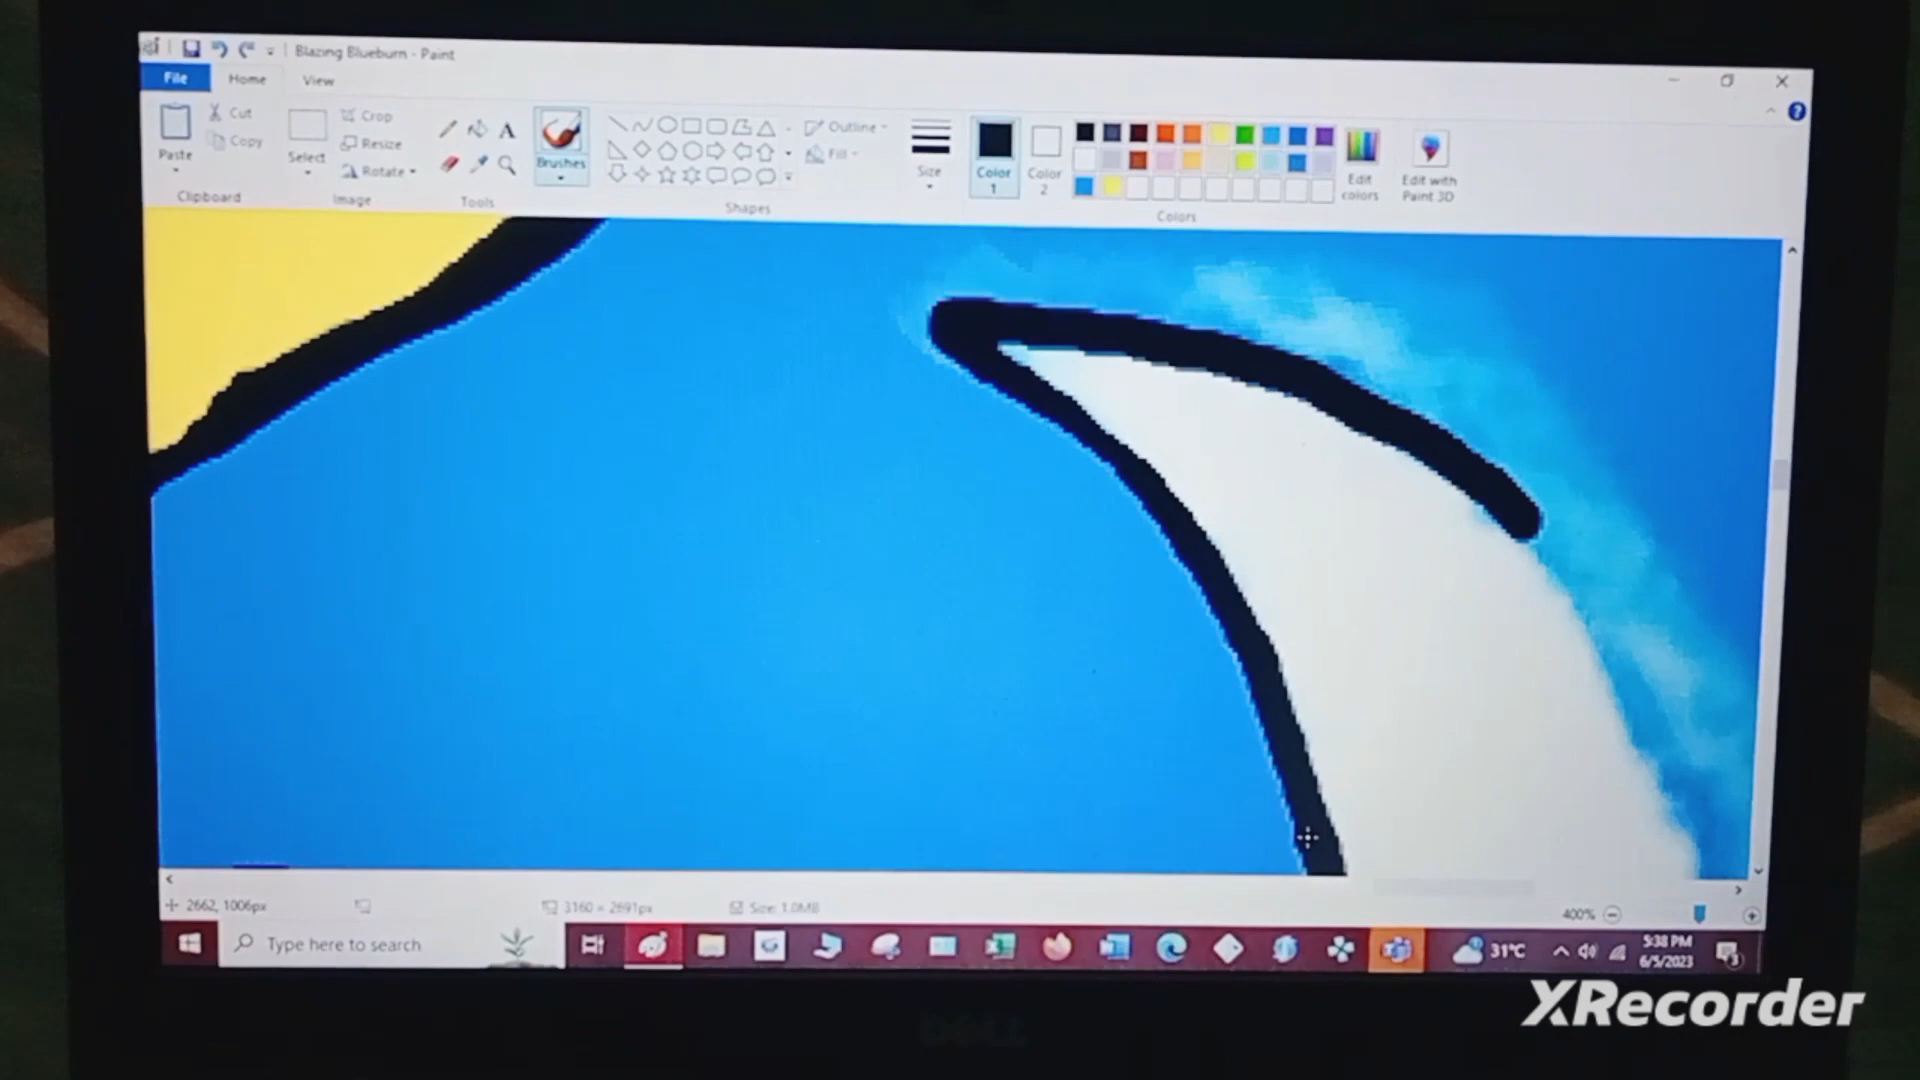 Blazing Blueburn - Paint
File Home View
Paste Cut Copy Select Crop Resize Rotate A Brushes Outline Fill Size Color 1 Color 2 Edit colors Edit with Paint 3D
Clipboard Image Tools Shapes Colors
2662, 1006px 3160 × 2691px Size: 1.0MB 400%
Type here to search 31°C 5:38 PM 6/5/2023 3
DELL
XRecorder